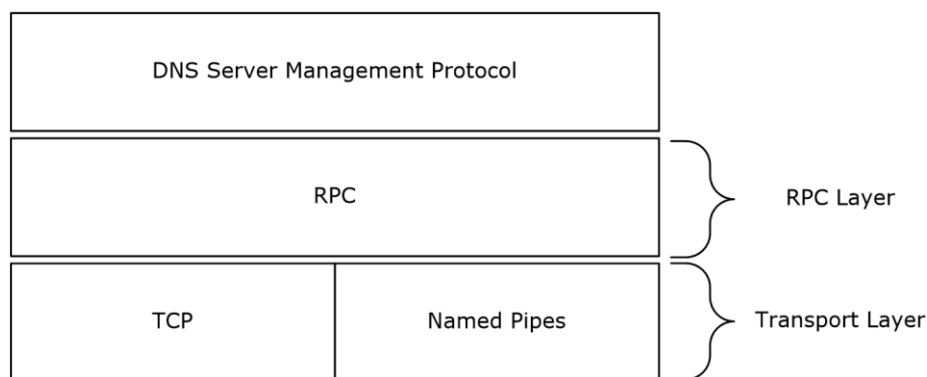 DNS Server Management Protocol
RPC
RPC Layer
TCP
Named Pipes
Transport Layer